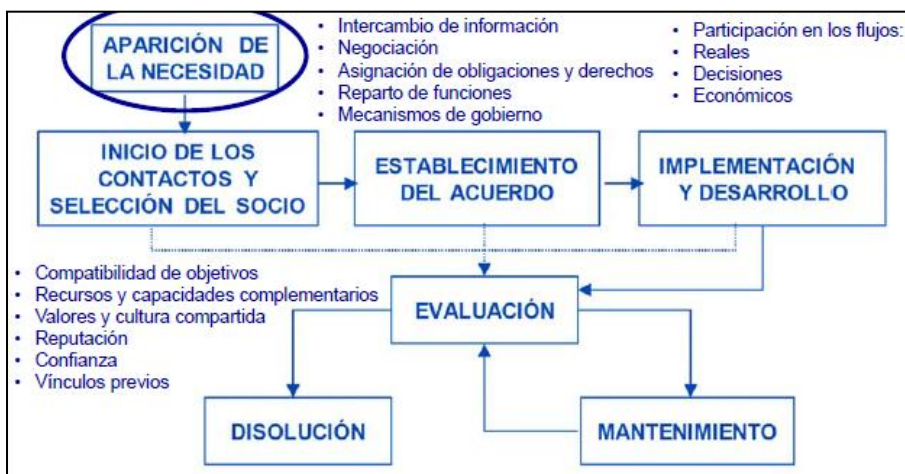 APARICIÓN DE
LA NECESIDAD
• Intercambio de información
• Negociación
• Asignación de obligaciones y derechos
• Reparto de funciones
• Mecanismos de gobierno
• Participación en los flujos:
• Reales
• Decisiones
• Económicos
INICIO DE LOS
CONTACTOS Y
SELECCIÓN DEL SOCIO
ESTABLECIMIENTO
DEL ACUERDO
IMPLEMENTACIÓN
Y DESARROLLO
• Compatibilidad de objetivos
• Recursos y capacidades complementarios
• Valores y cultura compartida
• Reputación
• Confianza
• Vínculos previos
EVALUACIÓN
DISOLUCIÓN
MANTENIMIENTO